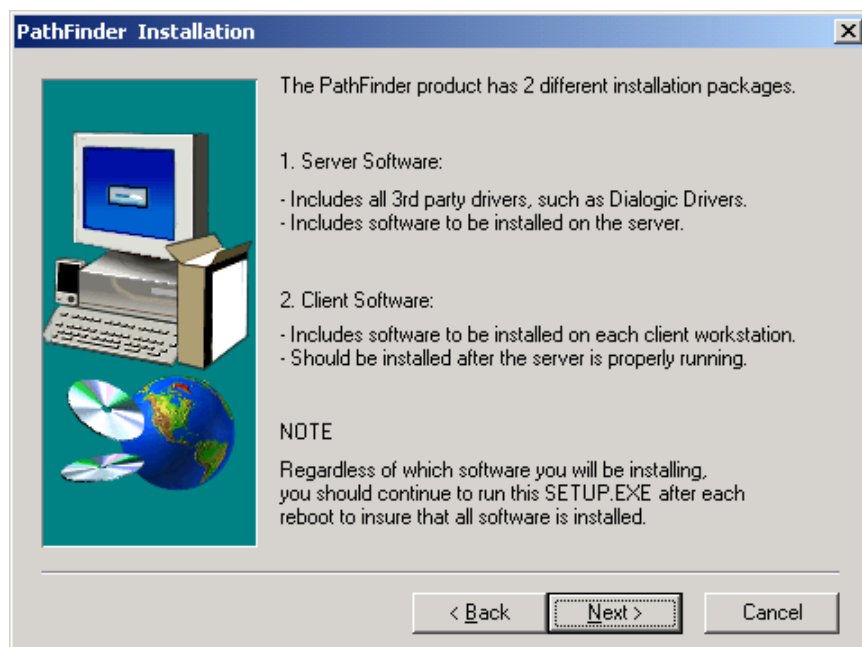 PathFinder Installation
The PathFinder product has 2 different installation packages.
1. Server Software:
- Includes all 3rd party drivers, such as Dialogic Drivers.
- Includes software to be installed on the server.
2. Client Software:
- Includes software to be installed on each client workstation.
- Should be installed after the server is properly running.
NOTE
Regardless of which software you will be installing,
you should continue to run this SETUP.EXE after each
reboot to insure that all software is installed.
< Back
Next >
Cancel